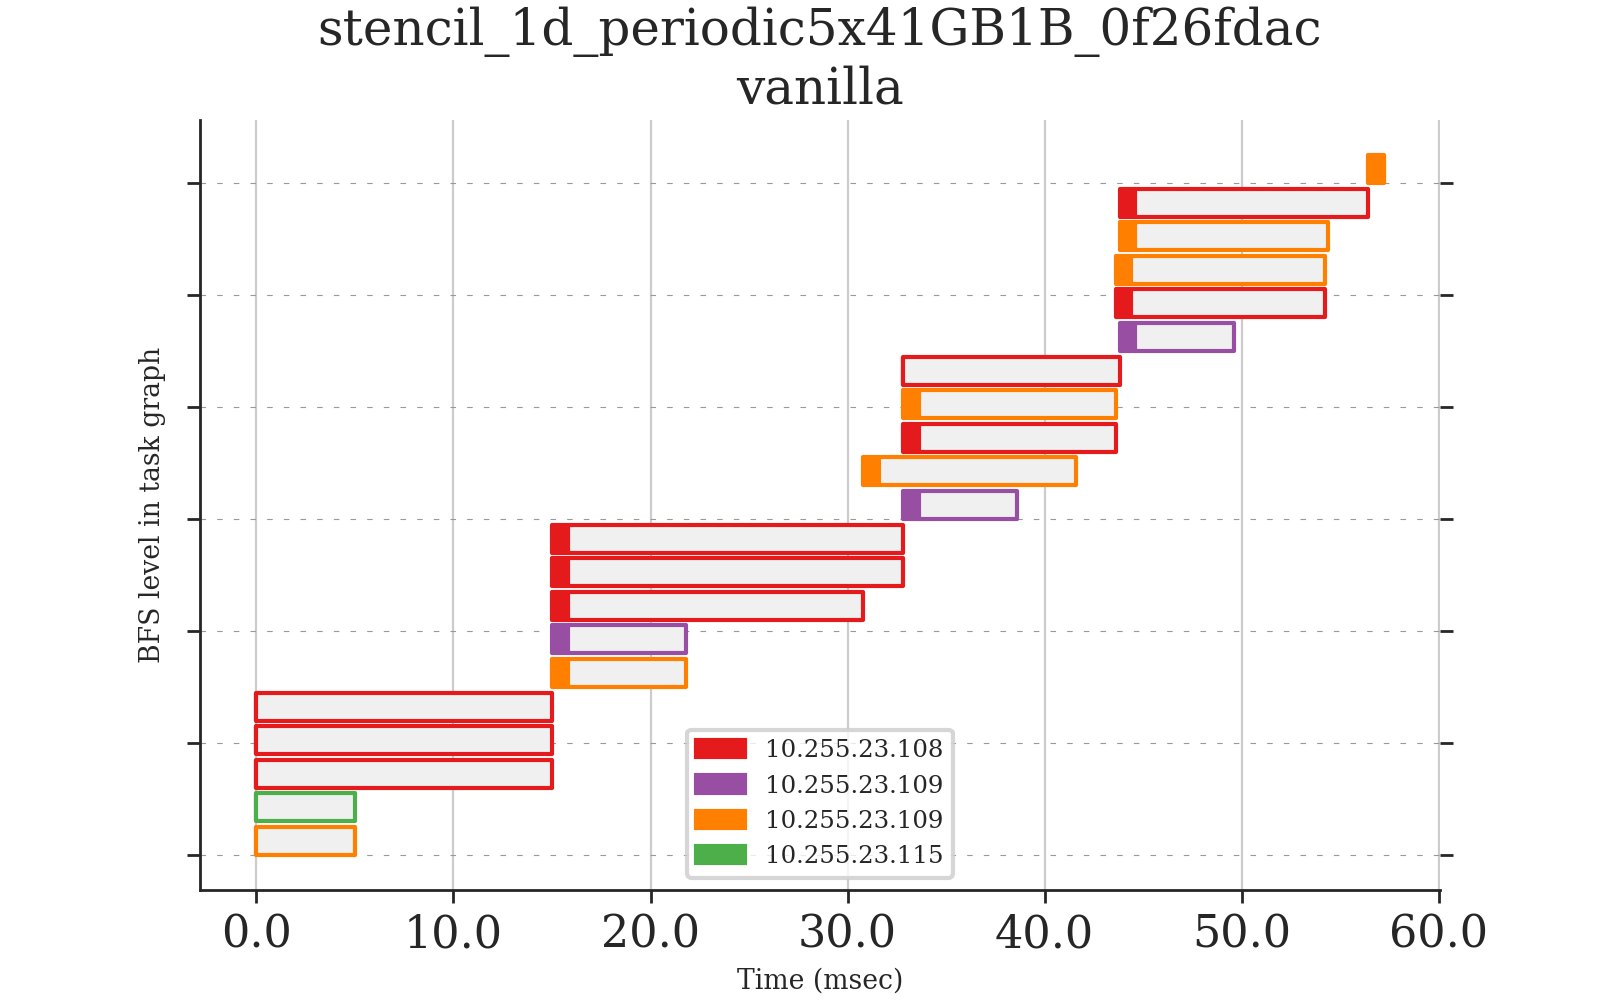 stencil_1d_periodic5x41GB1B_0f26fdac
vanilla
BFS level in task graph
10.255.23.108
10.255.23.109
10.255.23.109
10.255.23.115
0.0 10.0 20.0 30.0 40.0 50.0 60.0
Time (msec)